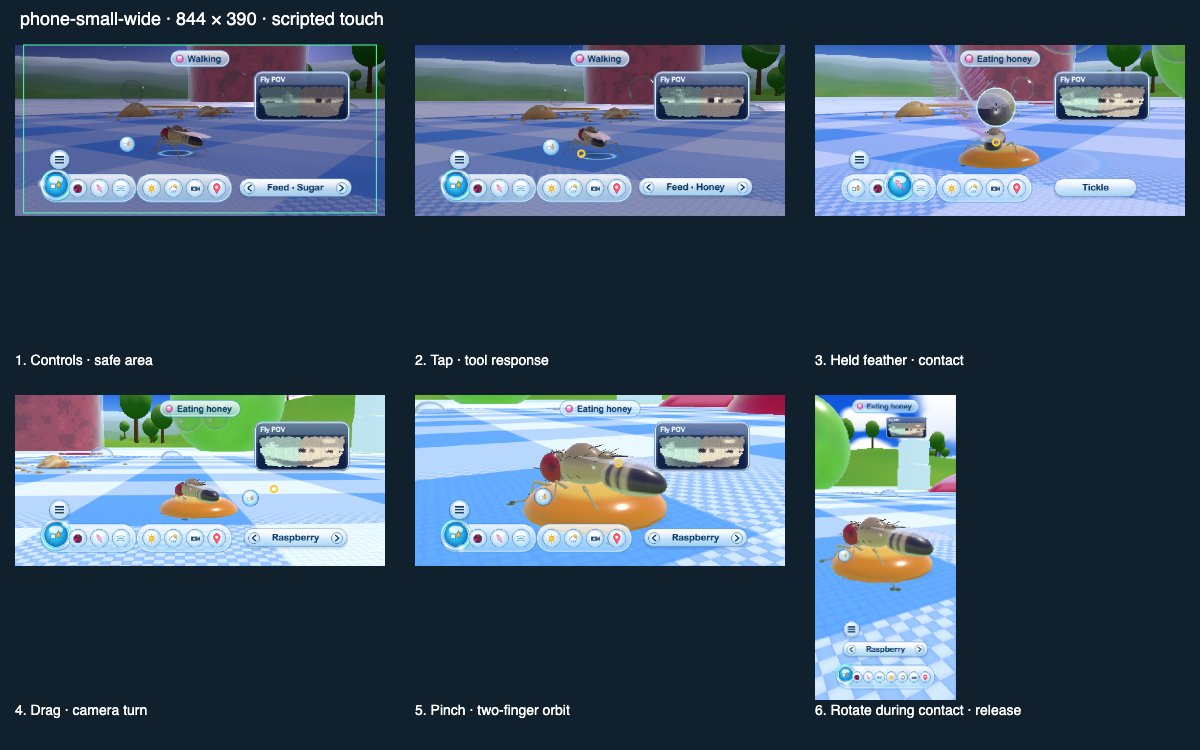 phone-small-wide · 844 × 390 · scripted touch
Walking
Fly POV
Feed · Sugar
1. Controls · safe area
Walking
Fly POV
Feed · Honey
2. Tap · tool response
Eating honey
Fly POV
Tickle
3. Held feather · contact
Eating honey
Fly POV
Raspberry
4. Drag · camera turn
Eating honey
Fly POV
Raspberry
5. Pinch · two-finger orbit
Eating honey
Raspberry
6. Rotate during contact · release